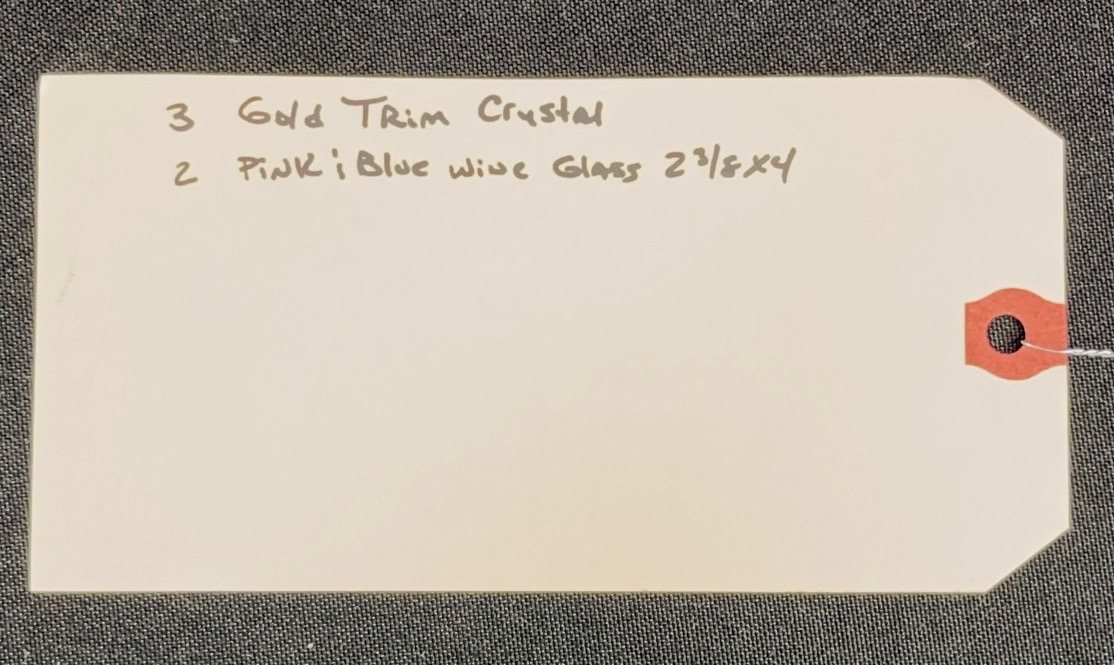 3 Gold Trim Crystal
2 Pink & Blue wine Glass 2 3/8 x 4